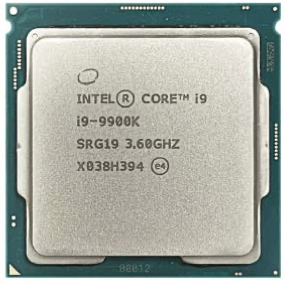 INTEL® CORE™ i9
i9-9900K
SRG19 3.60GHZ
X038H394 e4